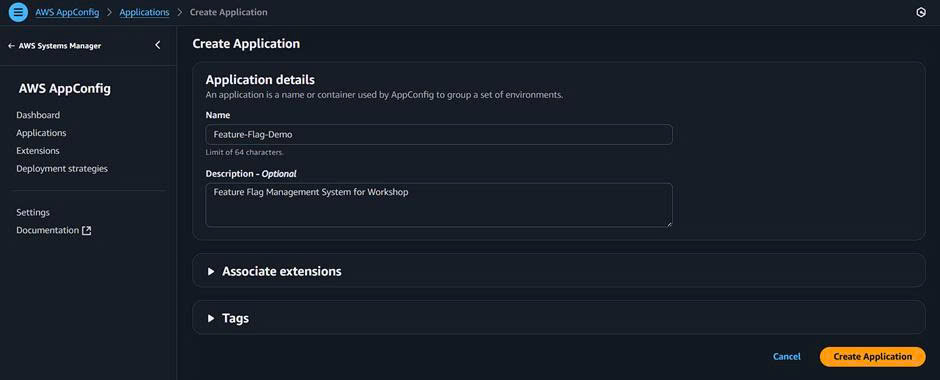 AWS AppConfig > Applications > Create Application
AWS Systems Manager
AWS AppConfig
Dashboard
Applications
Extensions
Deployment strategies
Settings
Documentation
Create Application
Application details
An application is a name or container used by AppConfig to group a set of environments.
Name
Feature-Flag-Demo
Limit of 64 characters.
Description - Optional
Feature Flag Management System for Workshop
Associate extensions
Tags
Cancel
Create Application